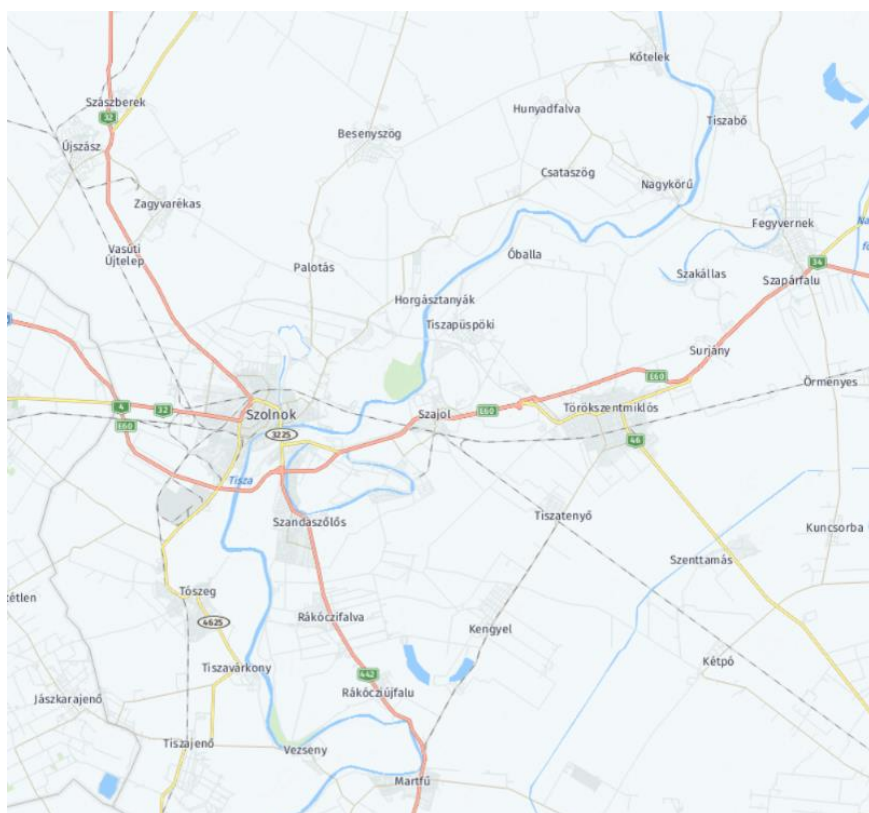 Kőtelek
Szászberek
32
Hunyadfalva
Tiszabő
Besenyszög
Újszász
Csataszög
Nagykörű
Zagyvarékas
Fegyvernek
Vasúti
Újtelep
Óballa
Palotás
Szakállas
34
Szapárfalu
Horgásztanyák
Tiszapüspöki
Surjány
E60
Örményes
4
32
Szolnok
Szajol
E60
Törökszentmiklós
E60
3225
46
Tisza
Szandaszőlős
Tiszatenyő
Kuncsorba
Szenttamás
Tószeg
Rákóczifalva
4625
Kengyel
Tiszavárkony
Kétpó
442
Rákócziújfalu
Jászkarajenő
Tiszajenő
Vezseny
Martfű